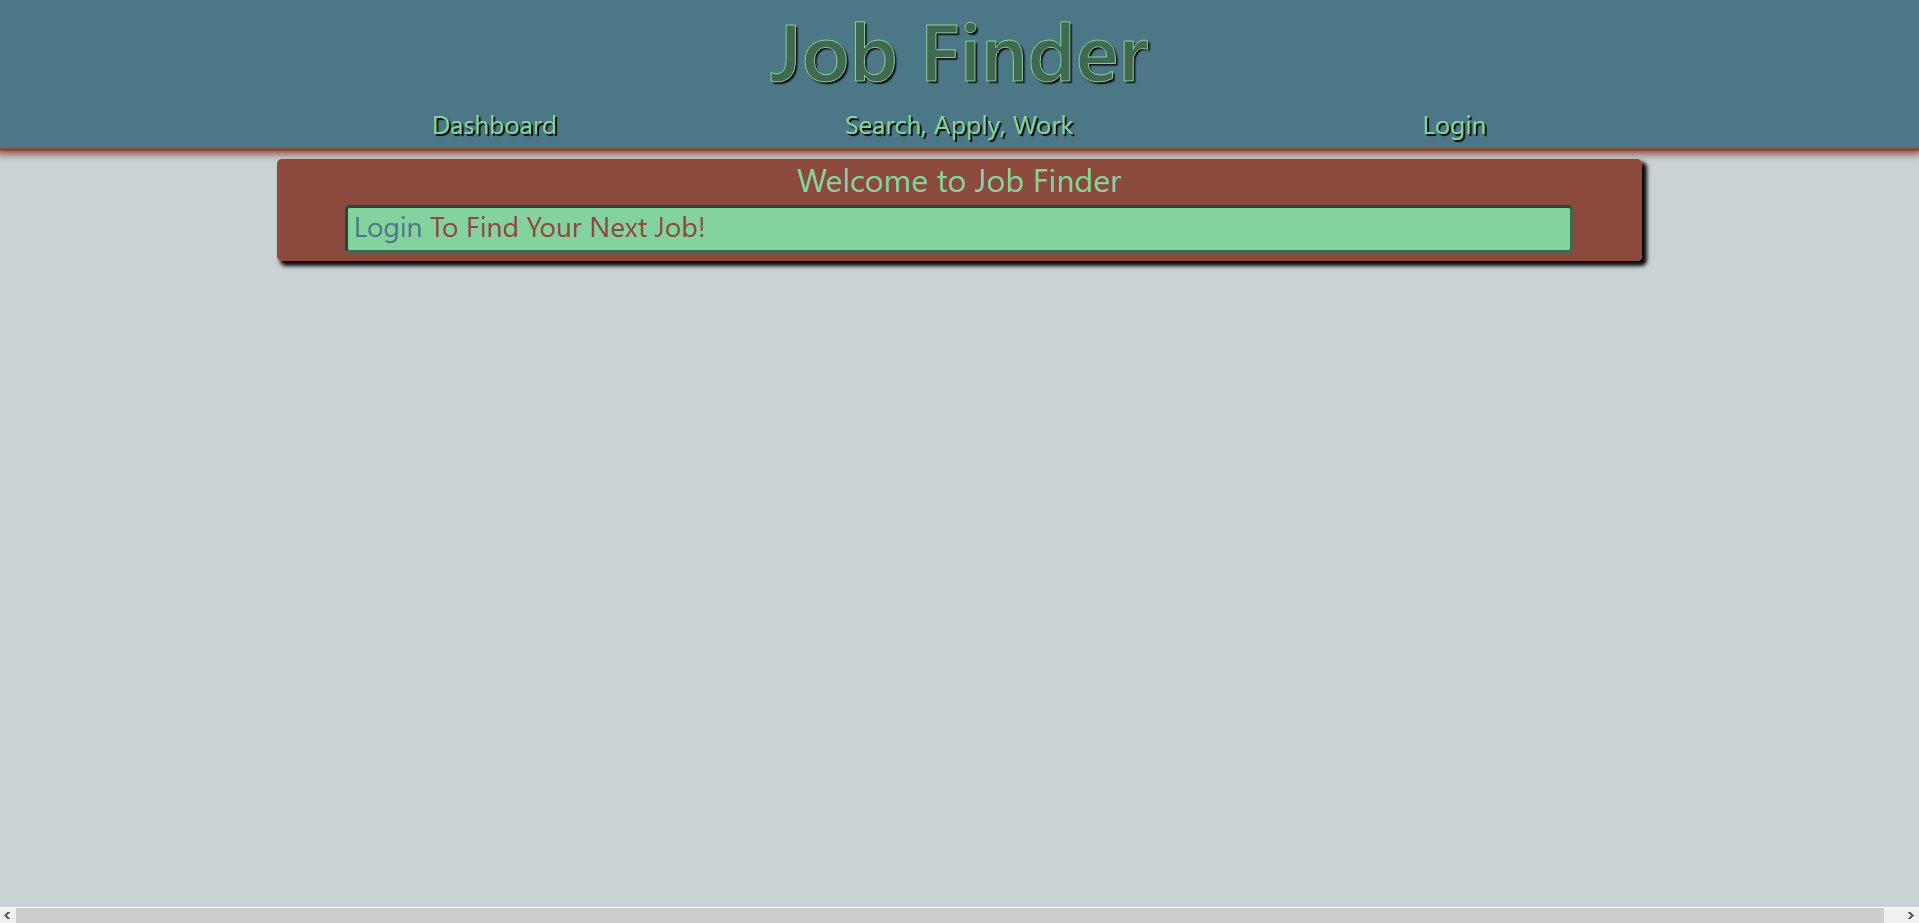 Job Finder
Dashboard
Search, Apply, Work
Login
Welcome to Job Finder
Login To Find Your Next Job!